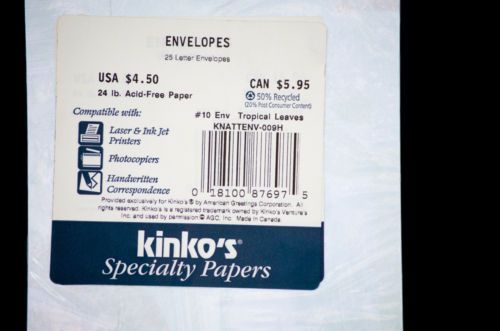 ENVELOPES
25 Letter Envelopes
USA $4.50
CAN $5.95
24 lb. Acid-Free Paper
50% Recycled
(20% Post Consumer Content)
Compatible with:
Laser & Ink Jet
Printers
Photocopiers
Handwritten
Correspondence
#10 Env Tropical Leaves
KNATTENV-009H
0 18100 87697 5
Provided exclusively for Kinko's® by American Greetings Corporation. All
rights reserved. Kinko's is a registered trademark owned by Kinko's Venture's
Inc. and used by permission © AGC, Inc Made in Canada
kinko's®
Specialty Papers